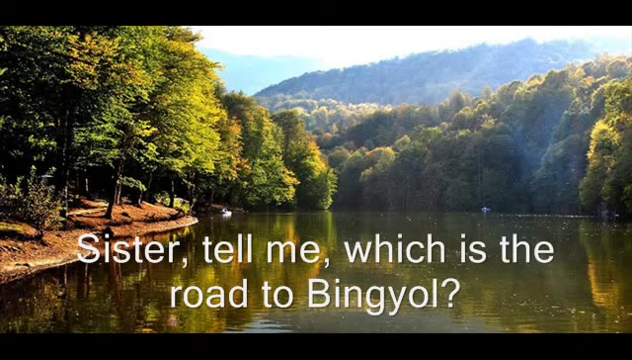 Sister, tell me, which is the
road to Bingyol?